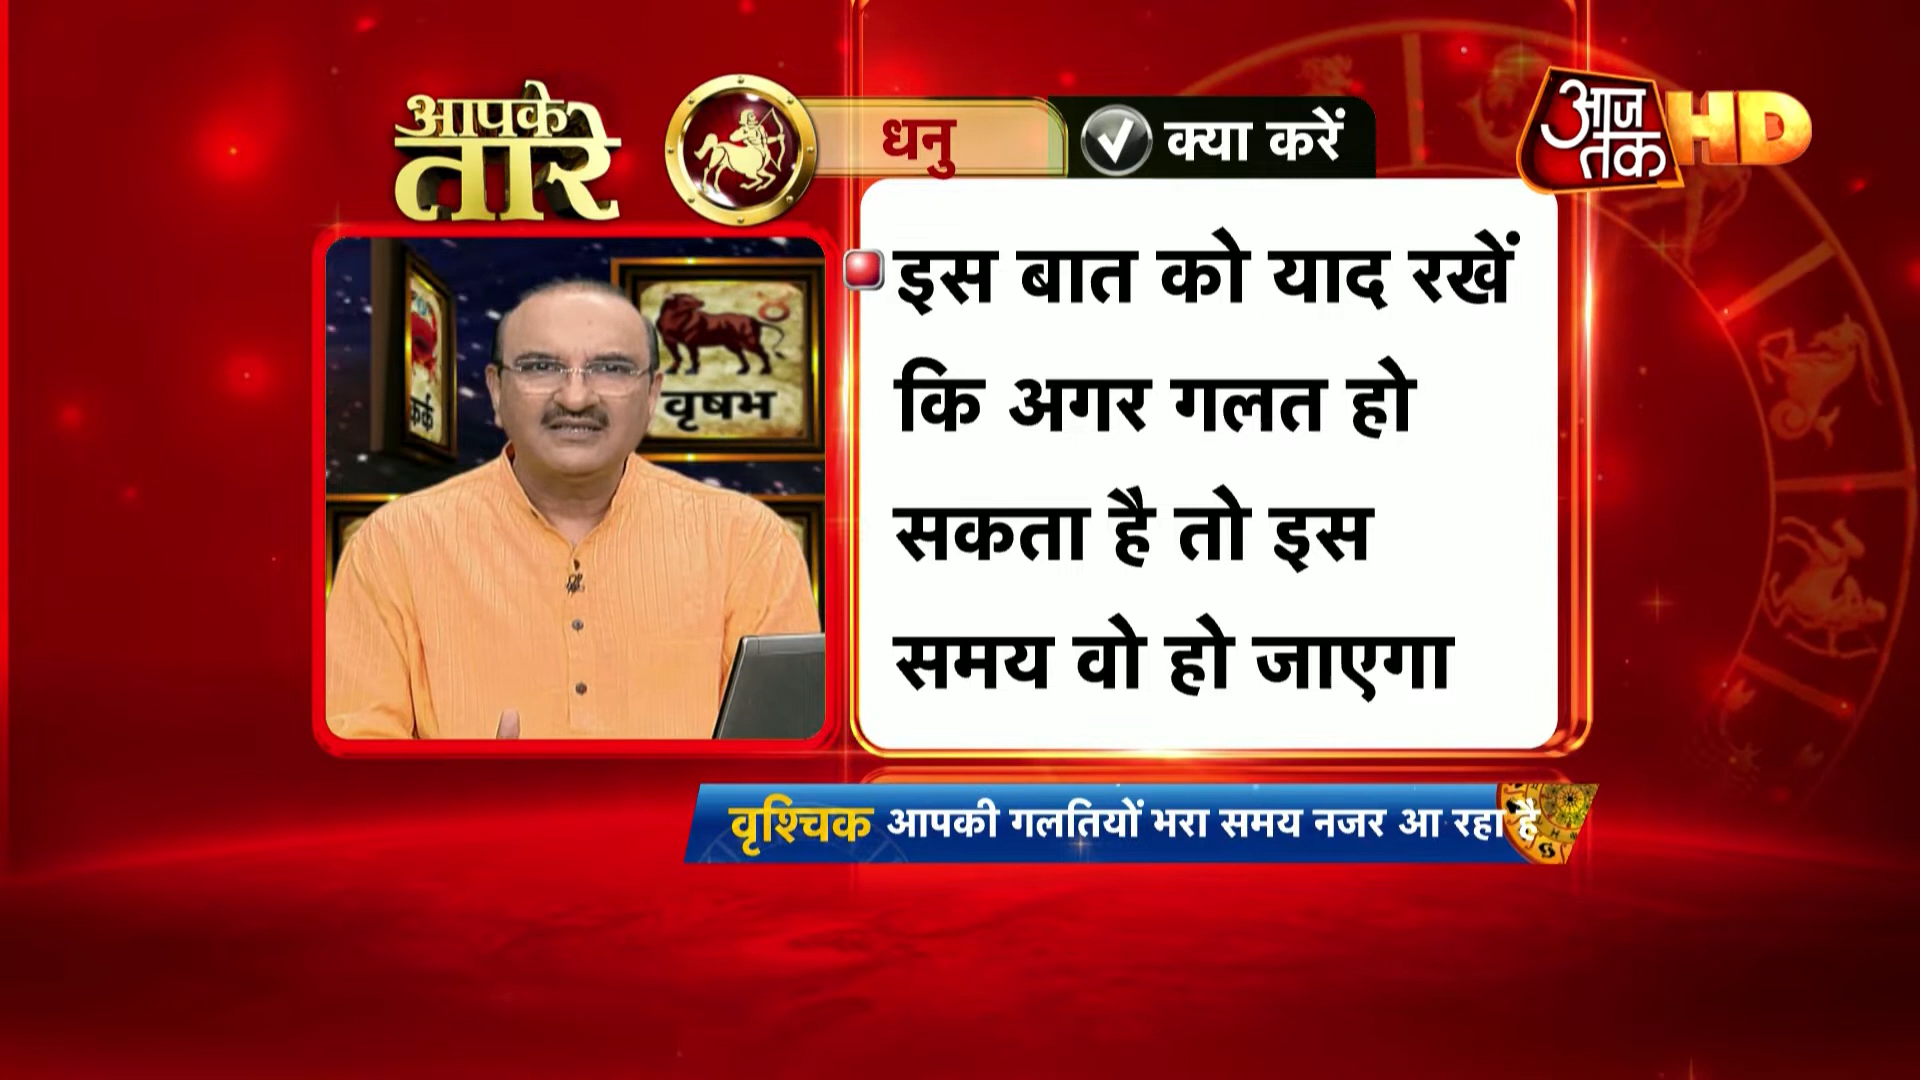 आपके
तारे
धनु
क्या करें
आज
तक
HD
कर्क
वृषभ
इस बात को याद रखें
कि अगर गलत हो
सकता है तो इस
समय वो हो जाएगा
वृश्चिक आपकी गलतियों भरा समय नजर आ रहा है